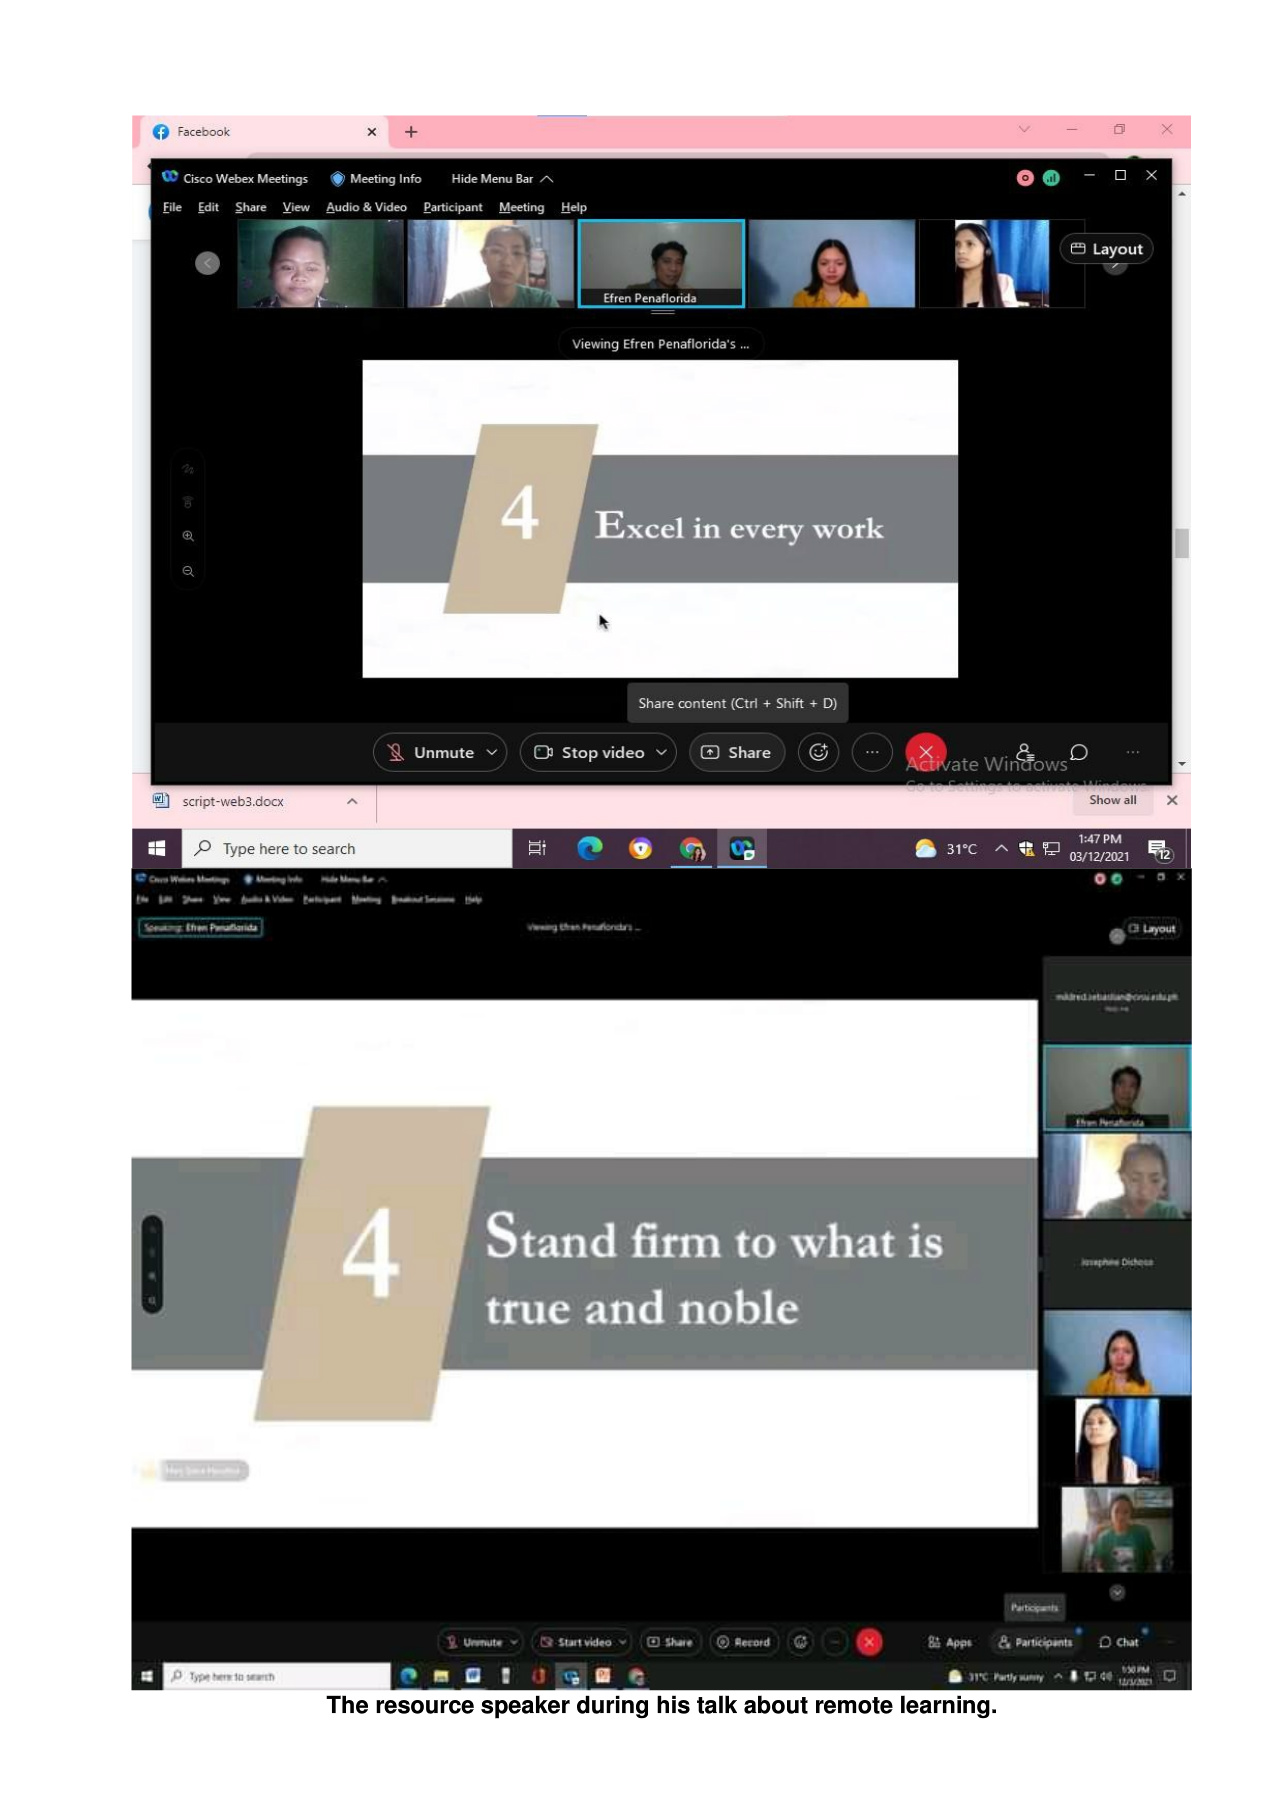 Facebook
Cisco Webex Meetings Meeting Info Hide Menu Bar
File Edit Share View Audio & Video Participant Meeting Help
Layout
Efren Penaflorida
Viewing Efren Penaflorida's ...
4 Excel in every work
Share content (Ctrl + Shift + D)
Unmute Stop video Share
Activate Windows
Go to Settings to activate Windows.
script-web3.docx Show all
Type here to search 31°C 1:47 PM
03/12/2021 12
Cisco Webex Meetings Meeting Info Hide Menu Bar
File Edit Share View Audio & Video Participant Meeting Breakout Sessions Help
Speaking: Efren Penaflorida Viewing Efren Penaflorida's ... Layout
mildred.sebastian@cvsu.edu.ph
Efren Penaflorida
Josephine Dichoso
4 Stand firm to what is
true and noble
Participants
Unmute Start video Share Record Apps Participants Chat
Type here to search 31°C Partly sunny 1:50 PM
12/3/2021
The resource speaker during his talk about remote learning.